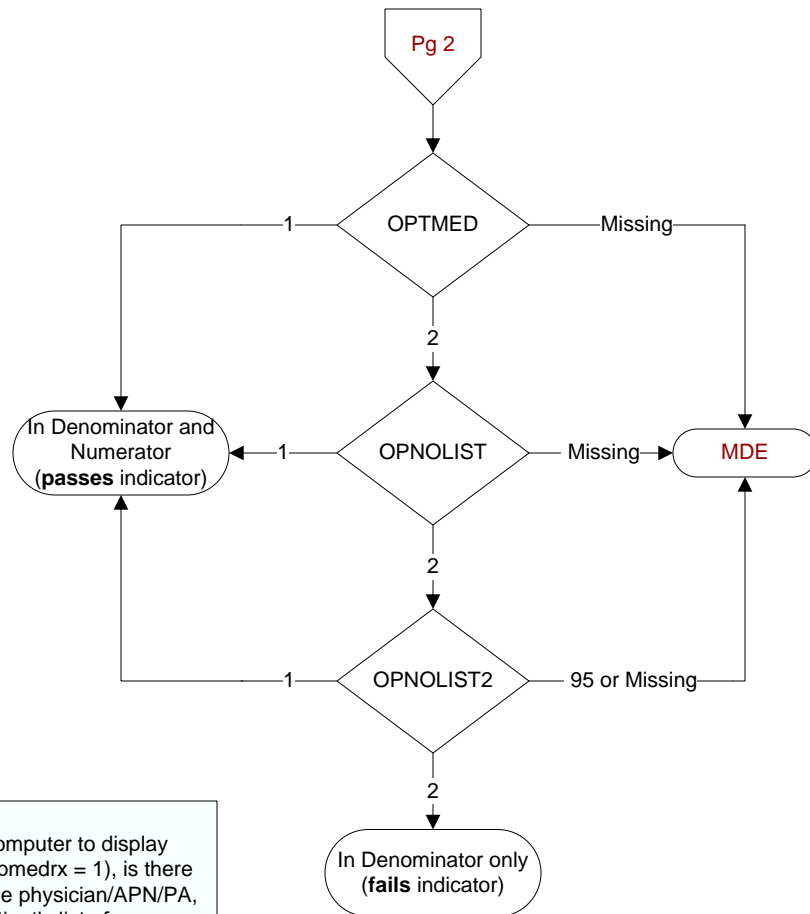 Pg 2
OPTMED
1
Missing
2
In Denominator and
Numerator
(passes indicator)
1
OPNOLIST
Missing
MDE
2
1
OPNOLIST2
95 or Missing
2
In Denominator only
(fails indicator)
omputer to display
omedrx = 1), is there
e physician/APN/PA,